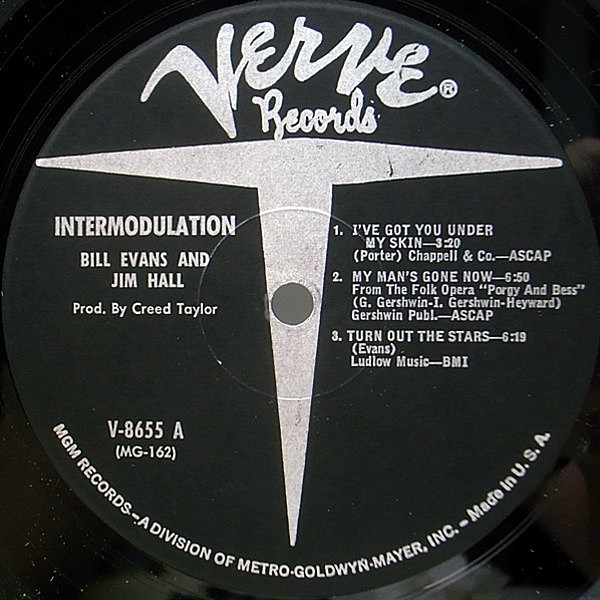 Verve ®
Records
INTERMODULATION
BILL EVANS AND
JIM HALL
Prod. By Creed Taylor
1. I'VE GOT YOU UNDER
MY SKIN—3:20
(Porter) Chappell & Co.—ASCAP
2. MY MAN'S GONE NOW—6:50
From The Folk Opera "Porgy And Bess"
(G. Gershwin-I. Gershwin-Heyward)
Gershwin Publ.—ASCAP
3. TURN OUT THE STARS—6:19
(Evans)
Ludlow Music—BMI
V-8655 A
(MG-162)
MGM RECORDS—A DIVISION OF METRO-GOLDWYN-MAYER, INC. – Made in U. S. A.